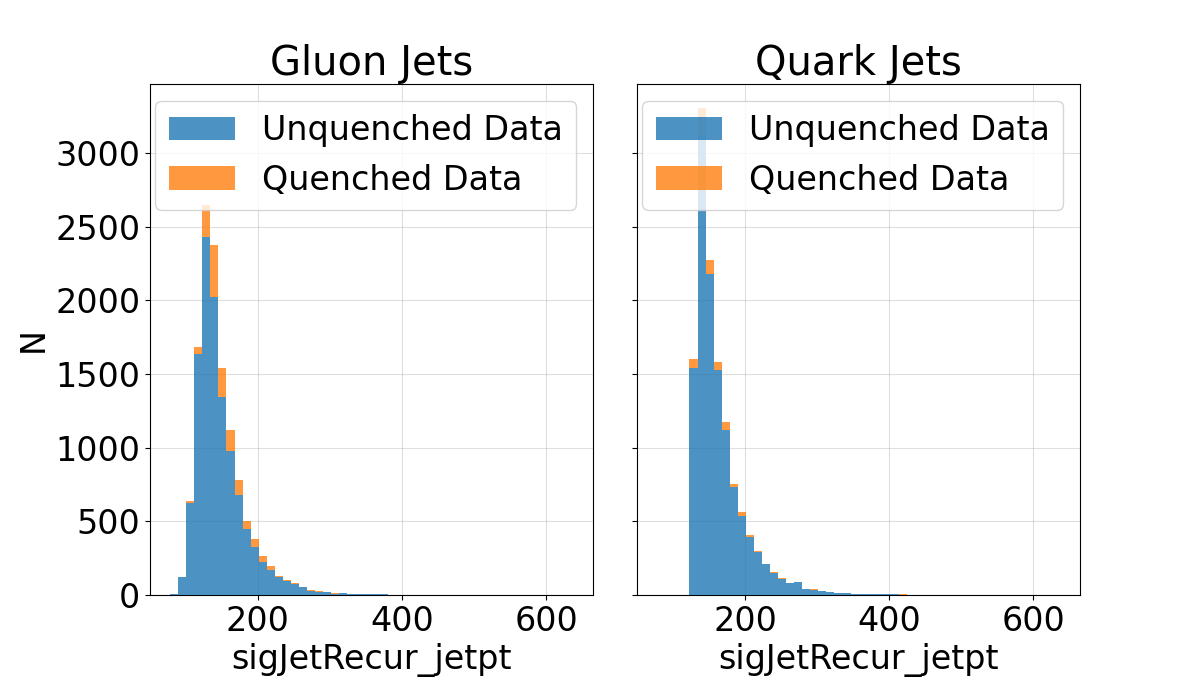 Gluon Jets
Unquenched Data
Quenched Data
3000
2500
2000
1500
1000
500
0
N
200 400 600
sigJetRecur_jetpt
Quark Jets
Unquenched Data
Quenched Data
200 400 600
sigJetRecur_jetpt